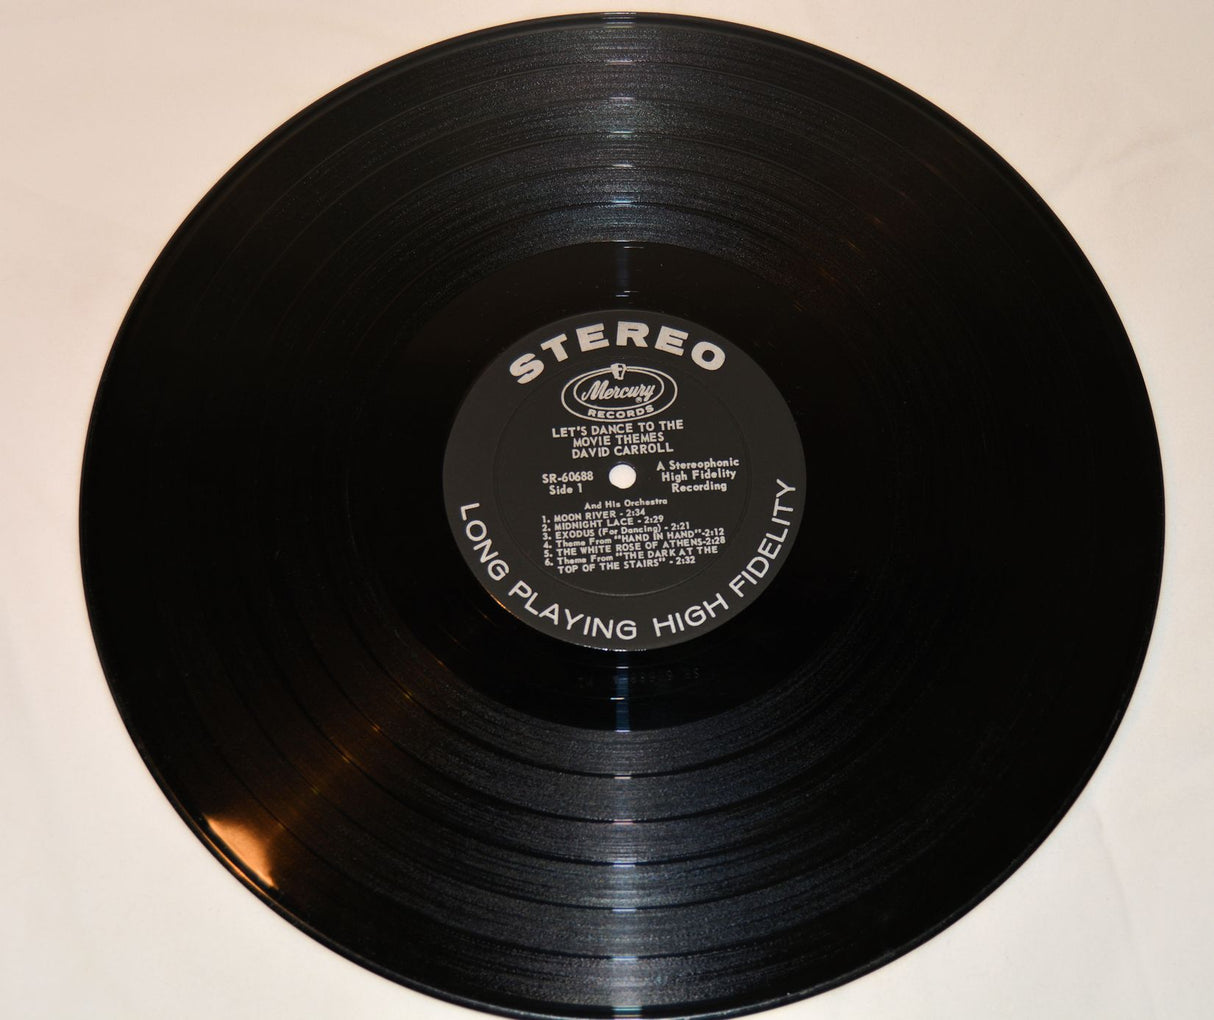 STEREO
Mercury
RECORDS
LET'S DANCE TO THE
MOVIE THEMES
DAVID CARROLL
SR-60688
Side 1
A Stereophonic
High Fidelity
Recording
And His Orchestra
1. MOON RIVER - 2:34
2. MIDNIGHT LACE - 2:29
3. EXODUS (For Dancing) - 2:21
4. Theme From "HAND IN HAND"-2:12
5. THE WHITE ROSE OF ATHENS-2:28
6. Theme From "THE DARK AT THE
TOP OF THE STAIRS" - 2:32
LONG PLAYING HIGH FIDELITY